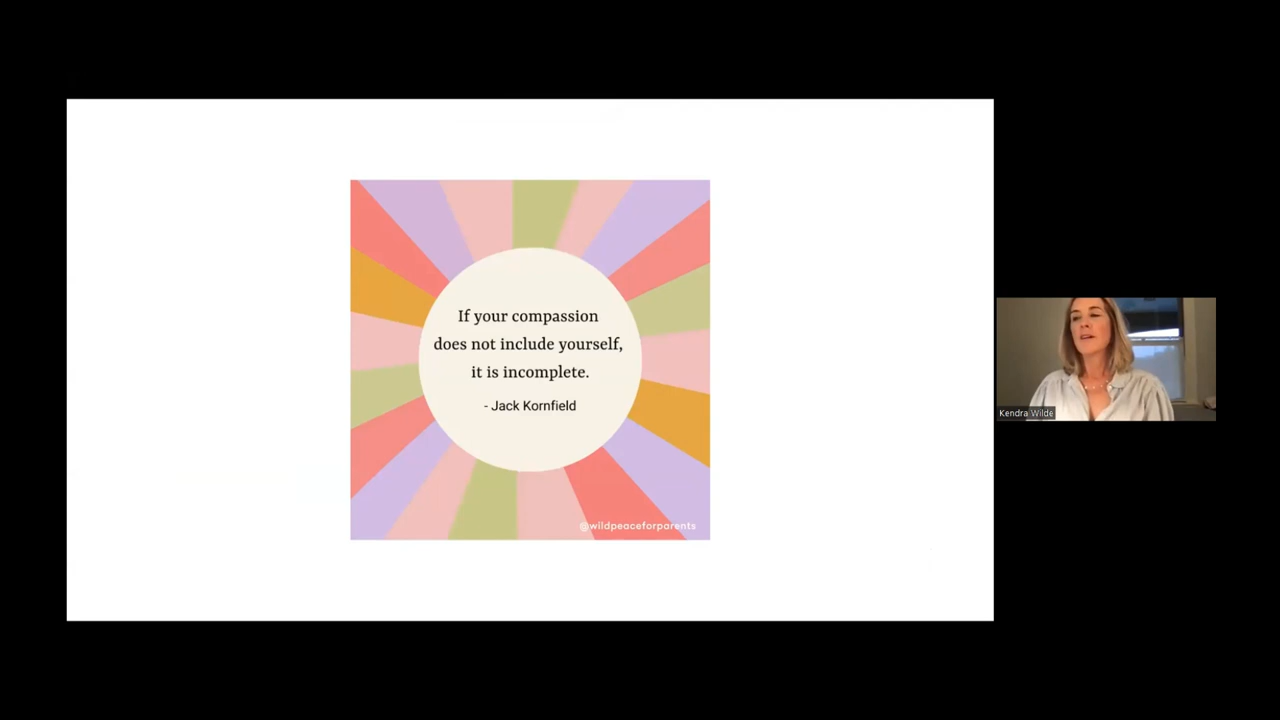 If your compassion
does not include yourself,
it is incomplete.
- Jack Kornfield
@wildpeaceforparents
Kendra Wilde